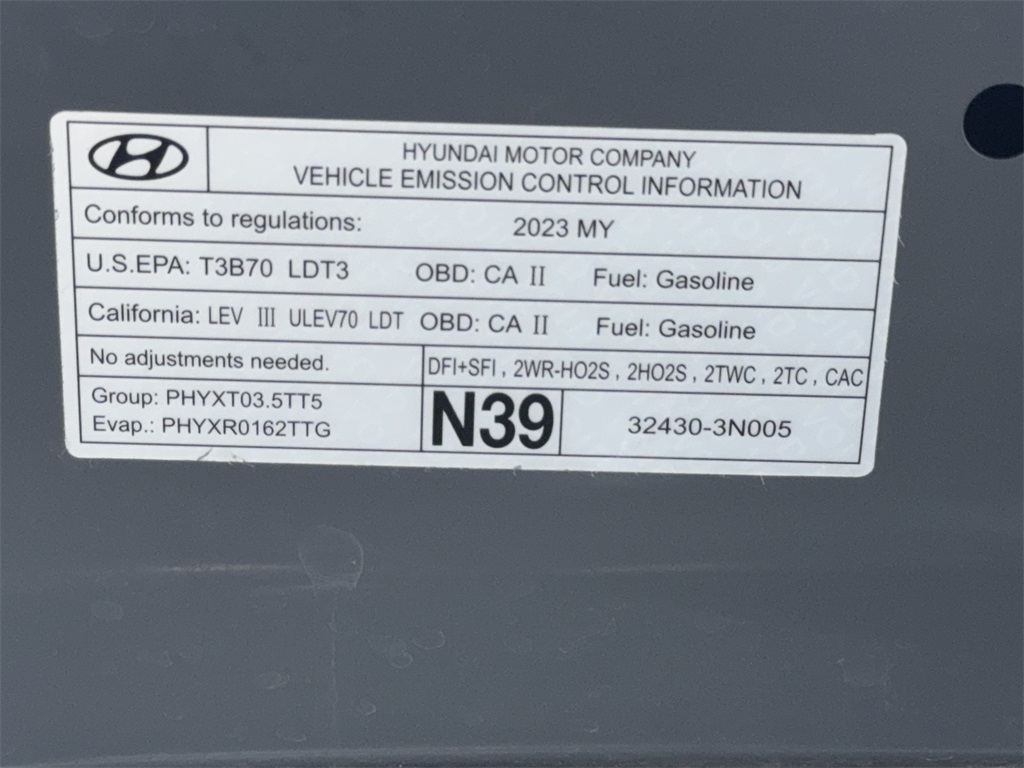 HYUNDAI MOTOR COMPANY
VEHICLE EMISSION CONTROL INFORMATION
Conforms to regulations: 2023 MY
U.S.EPA: T3B70 LDT3 OBD: CA II Fuel: Gasoline
California: LEV III ULEV70 LDT OBD: CA II Fuel: Gasoline
No adjustments needed. DFI+SFI , 2WR-HO2S , 2HO2S , 2TWC , 2TC , CAC
Group: PHYXT03.5TT5
Evap.: PHYXR0162TTG
N39 32430-3N005